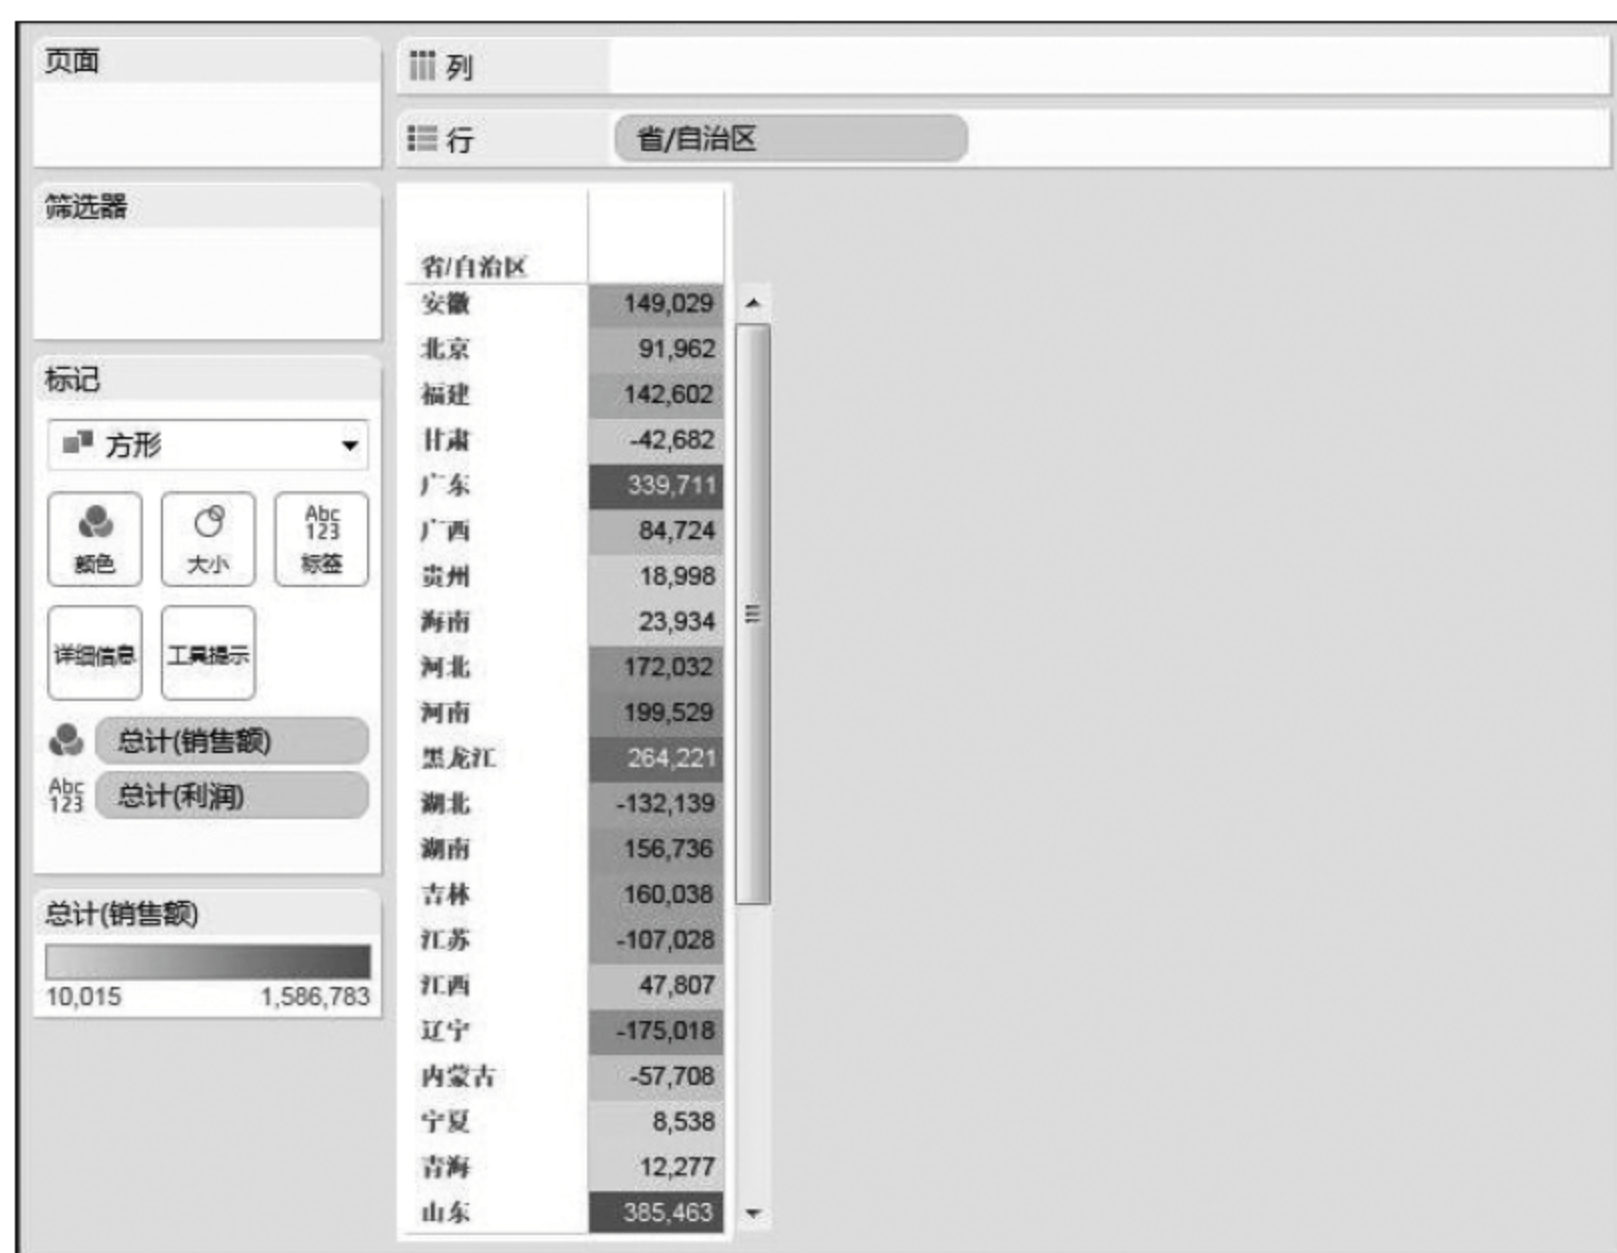 页面
列
行 省/自治区
筛选器
标记
方形
颜色 大小 Abc 123 标签
详细信息 工具提示
总计(销售额)
Abc 123 总计(利润)
总计(销售额)
10,015 1,586,783
省/自治区
安徽 149,029
北京 91,962
福建 142,602
甘肃 -42,682
广东 339,711
广西 84,724
贵州 18,998
海南 23,934
河北 172,032
河南 199,529
黑龙江 264,221
湖北 -132,139
湖南 156,736
吉林 160,038
江苏 -107,028
江西 47,807
辽宁 -175,018
内蒙古 -57,708
宁夏 8,538
青海 12,277
山东 385,463